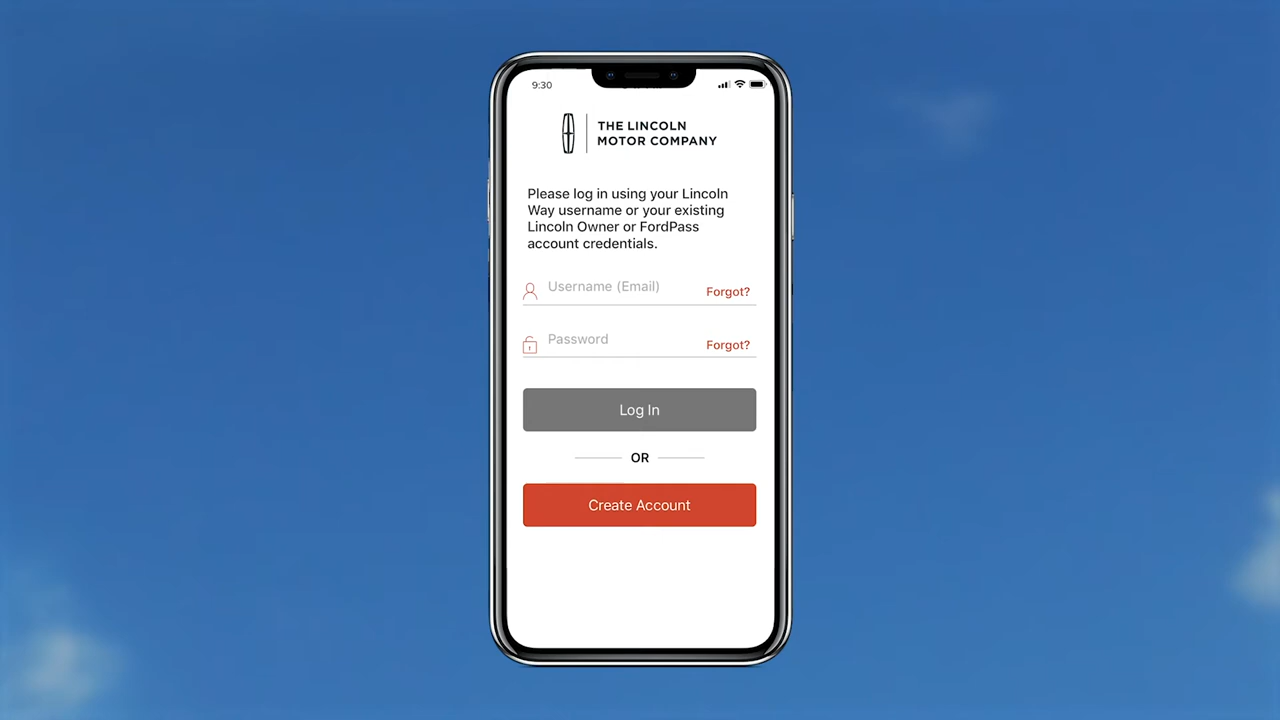 9:30
THE LINCOLN
MOTOR COMPANY
Please log in using your Lincoln
Way username or your existing
Lincoln Owner or FordPass
account credentials.
Username (Email) Forgot?
Password Forgot?
Log In
OR
Create Account